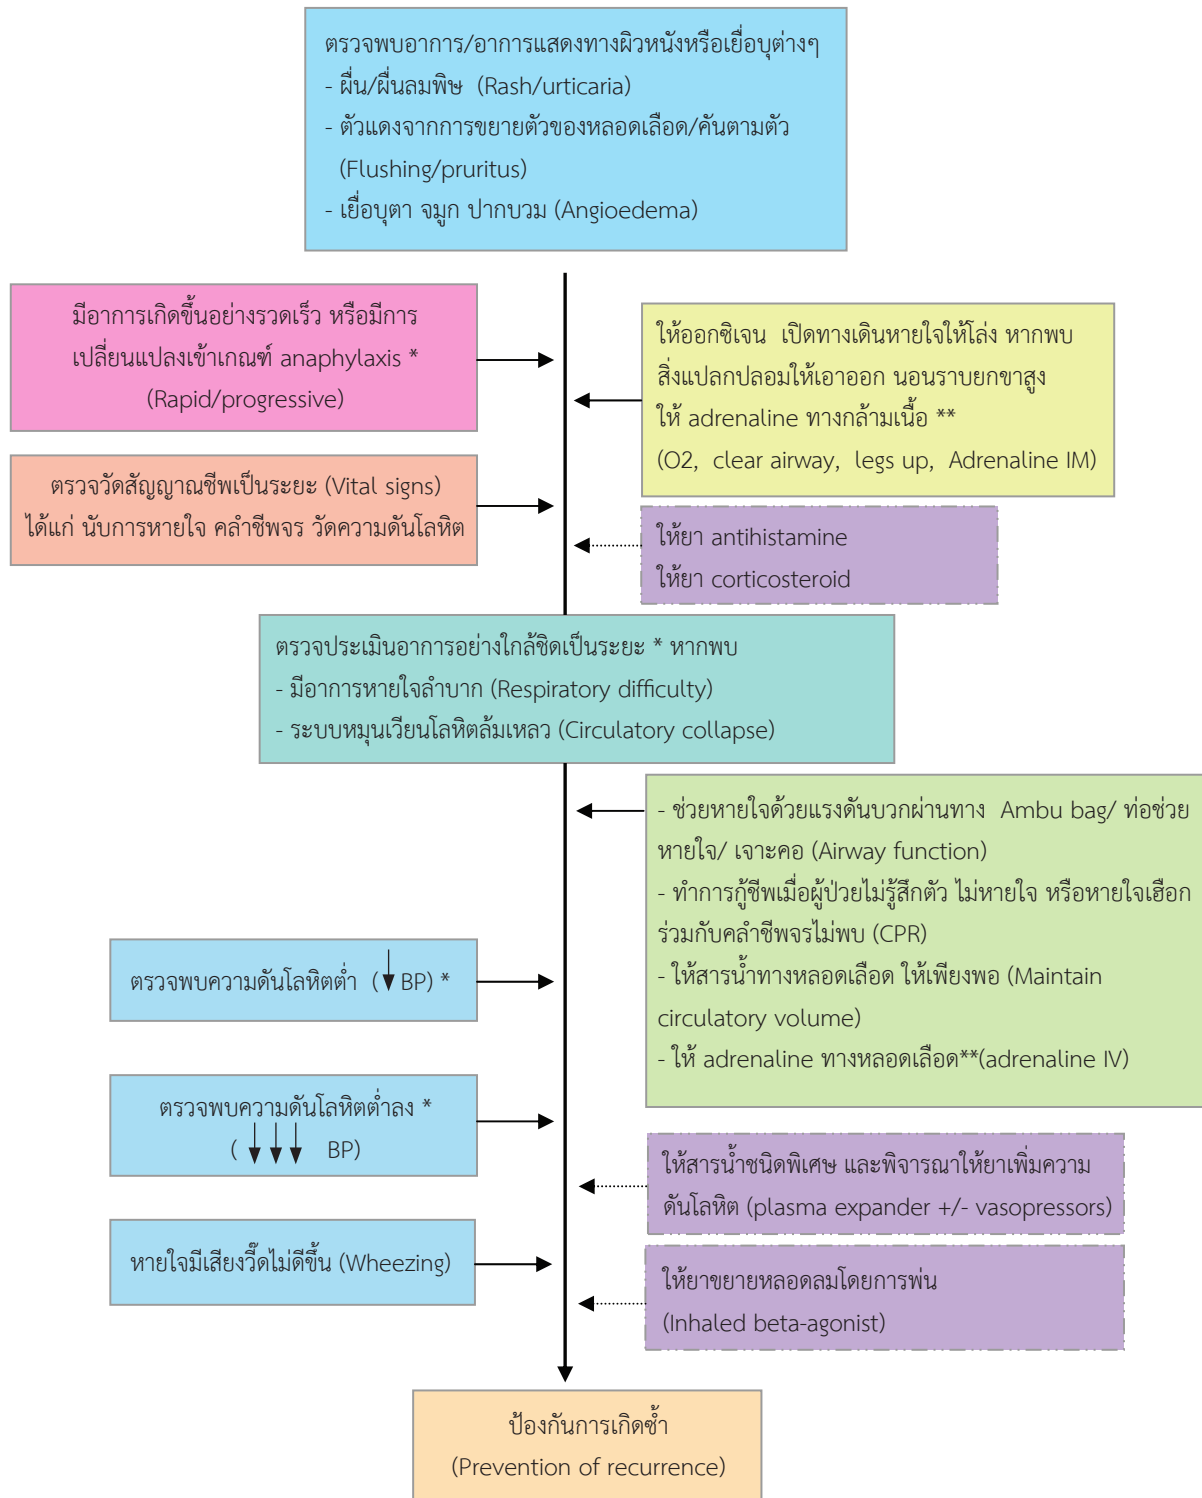 ตรวจพบอาการ/อาการแสดงทางผิวหนังหรือเยื่อบุต่างๆ
- ผื่น/ผื่นลมพิษ (Rash/urticaria)
- ตัวแดงจากการขยายตัวของหลอดเลือด/คันตามตัว
(Flushing/pruritus)
- เยื่อบุตา จมูก ปากบวม (Angioedema)
มีอาการเกิดขึ้นอย่างรวดเร็ว หรือมีการ
เปลี่ยนแปลงเข้าเกณฑ์ anaphylaxis *
(Rapid/progressive)
ให้ออกซิเจน เปิดทางเดินหายใจให้โล่ง หากพบ
สิ่งแปลกปลอมให้เอาออก นอนราบยกขาสูง
ให้ adrenaline ทางกล้ามเนื้อ **
(O2, clear airway, legs up, Adrenaline IM)
ตรวจวัดสัญญาณชีพเป็นระยะ (Vital signs)
ได้แก่ นับการหายใจ คลำชีพจร วัดความดันโลหิต
ให้ยา antihistamine
ให้ยา corticosteroid
ตรวจประเมินอาการอย่างใกล้ชิดเป็นระยะ * หากพบ
- มีอาการหายใจลำบาก (Respiratory difficulty)
- ระบบหมุนเวียนโลหิตล้มเหลว (Circulatory collapse)
- ช่วยหายใจด้วยแรงดันบวกผ่านทาง Ambu bag/ ท่อช่วย
หายใจ/ เจาะคอ (Airway function)
- ทำการกู้ชีพเมื่อผู้ป่วยไม่รู้สึกตัว ไม่หายใจ หรือหายใจเฮือก
ร่วมกับคลำชีพจรไม่พบ (CPR)
- ให้สารน้ำทางหลอดเลือด ให้เพียงพอ (Maintain
circulatory volume)
- ให้ adrenaline ทางหลอดเลือด**(adrenaline IV)
ตรวจพบความดันโลหิตต่ำ (↓ BP) *
ตรวจพบความดันโลหิตต่ำลง *
( ↓↓↓ BP)
ให้สารน้ำชนิดพิเศษ และพิจารณาให้ยาเพิ่มความ
ดันโลหิต (plasma expander +/- vasopressors)
หายใจมีเสียงวี๊ดไม่ดีขึ้น (Wheezing)
ให้ยาขยายหลอดลมโดยการพ่น
(Inhaled beta-agonist)
ป้องกันการเกิดซ้ำ
(Prevention of recurrence)